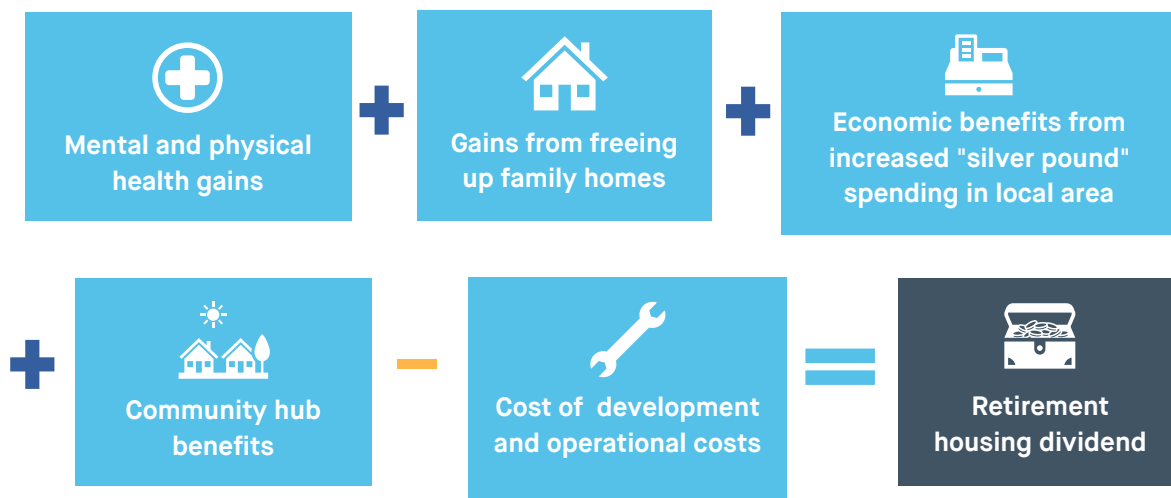 Mental and physical
health gains
Gains from freeing
up family homes
Economic benefits from
increased "silver pound"
spending in local area
Community hub
benefits
Cost of development
and operational costs
Retirement
housing dividend